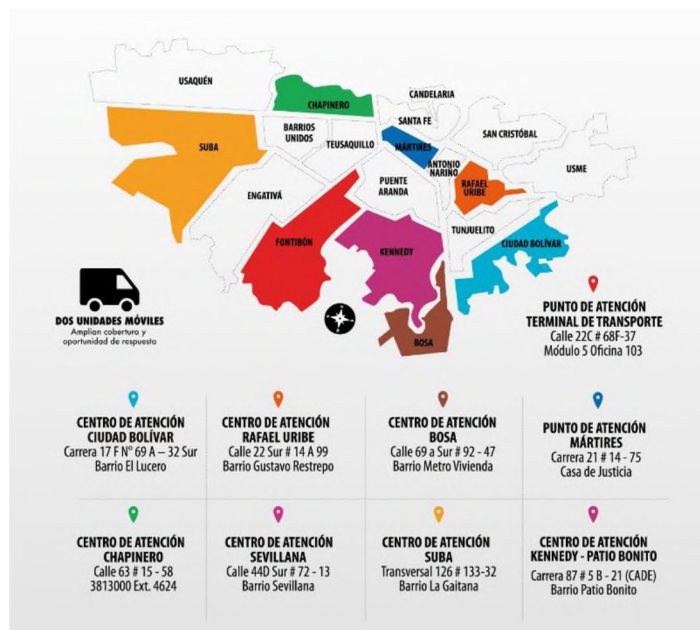 USAQUÉN
CHAPINERO
CANDELARIA
SANTA FE
BARRIOS
UNIDOS
TEUSAQUILLO
MÁRTIRES
SAN CRISTÓBAL
SUBA
ANTONIO
NARIÑO
USME
ENGATIVÁ
PUENTE
ARANDA
RAFAEL
URIBE
FONTIBÓN
KENNEDY
TUNJUELITO
CIUDAD BOLÍVAR
BOSA
DOS UNIDADES MÓVILES
Amplian cobertura y
oportunidad de respuesta
PUNTO DE ATENCIÓN
TERMINAL DE TRANSPORTE
Calle 22C # 68F-37
Módulo 5 Oficina 103
CENTRO DE ATENCIÓN
CIUDAD BOLÍVAR
Carrera 17 F N° 69 A – 32 Sur
Barrio El Lucero
CENTRO DE ATENCIÓN
RAFAEL URIBE
Calle 22 Sur # 14 A 99
Barrio Gustavo Restrepo
CENTRO DE ATENCIÓN
BOSA
Calle 69 a Sur # 92 - 47
Barrio Metro Vivienda
PUNTO DE ATENCIÓN
MÁRTIRES
Carrera 21 # 14 - 75
Casa de Justicia
CENTRO DE ATENCIÓN
CHAPINERO
Calle 63 # 15 - 58
3813000 Ext. 4624
CENTRO DE ATENCIÓN
SEVILLANA
Calle 44D Sur # 72 - 13
Barrio Sevillana
CENTRO DE ATENCIÓN
SUBA
Transversal 126 # 133-32
Barrio La Gaitana
CENTRO DE ATENCIÓN
KENNEDY - PATIO BONITO
Carrera 87 # 5 B - 21 (CADE)
Barrio Patio Bonito